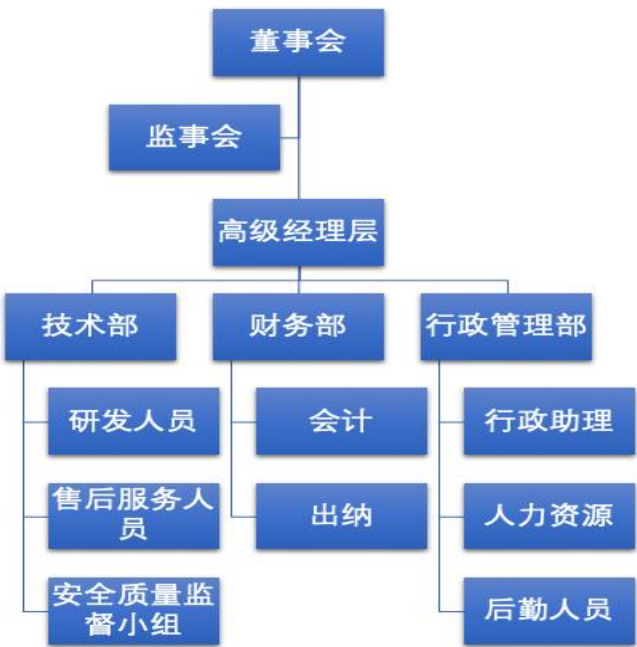 董事会
监事会
高级经理层
技术部
财务部
行政管理部
研发人员
会计
行政助理
售后服务人
员
出纳
人力资源
安全质量监
督小组
后勤人员